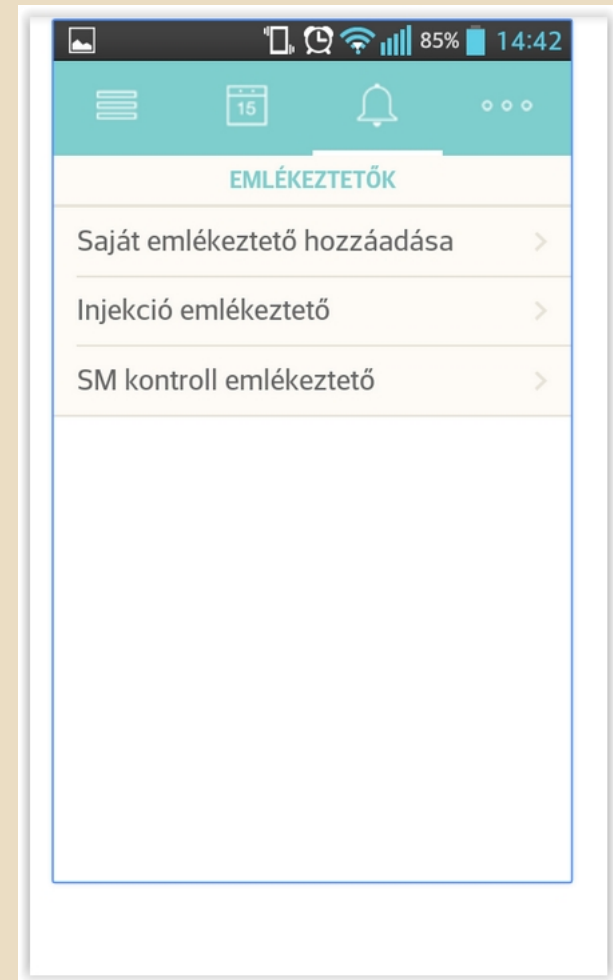 85% 14:42
15
EMLÉKEZTETŐK
Saját emlékeztető hozzáadása
Injekció emlékeztető
SM kontroll emlékeztető